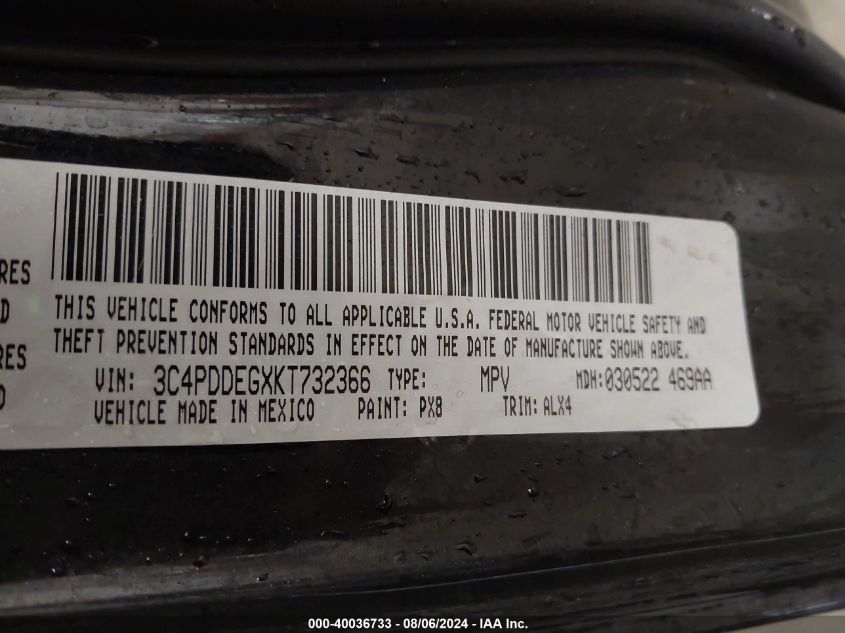 RES
D
RES
D
THIS VEHICLE CONFORMS TO ALL APPLICABLE U.S.A. FEDERAL MOTOR VEHICLE SAFETY AND
THEFT PREVENTION STANDARDS IN EFFECT ON THE DATE OF MANUFACTURE SHOWN ABOVE.
VIN: 3C4PDDEGXKT732366 TYPE: MPV MDH:030522 469AA
VEHICLE MADE IN MEXICO PAINT: PX8 TRIM: ALX4
000-40036733 - 08/06/2024 - IAA Inc.